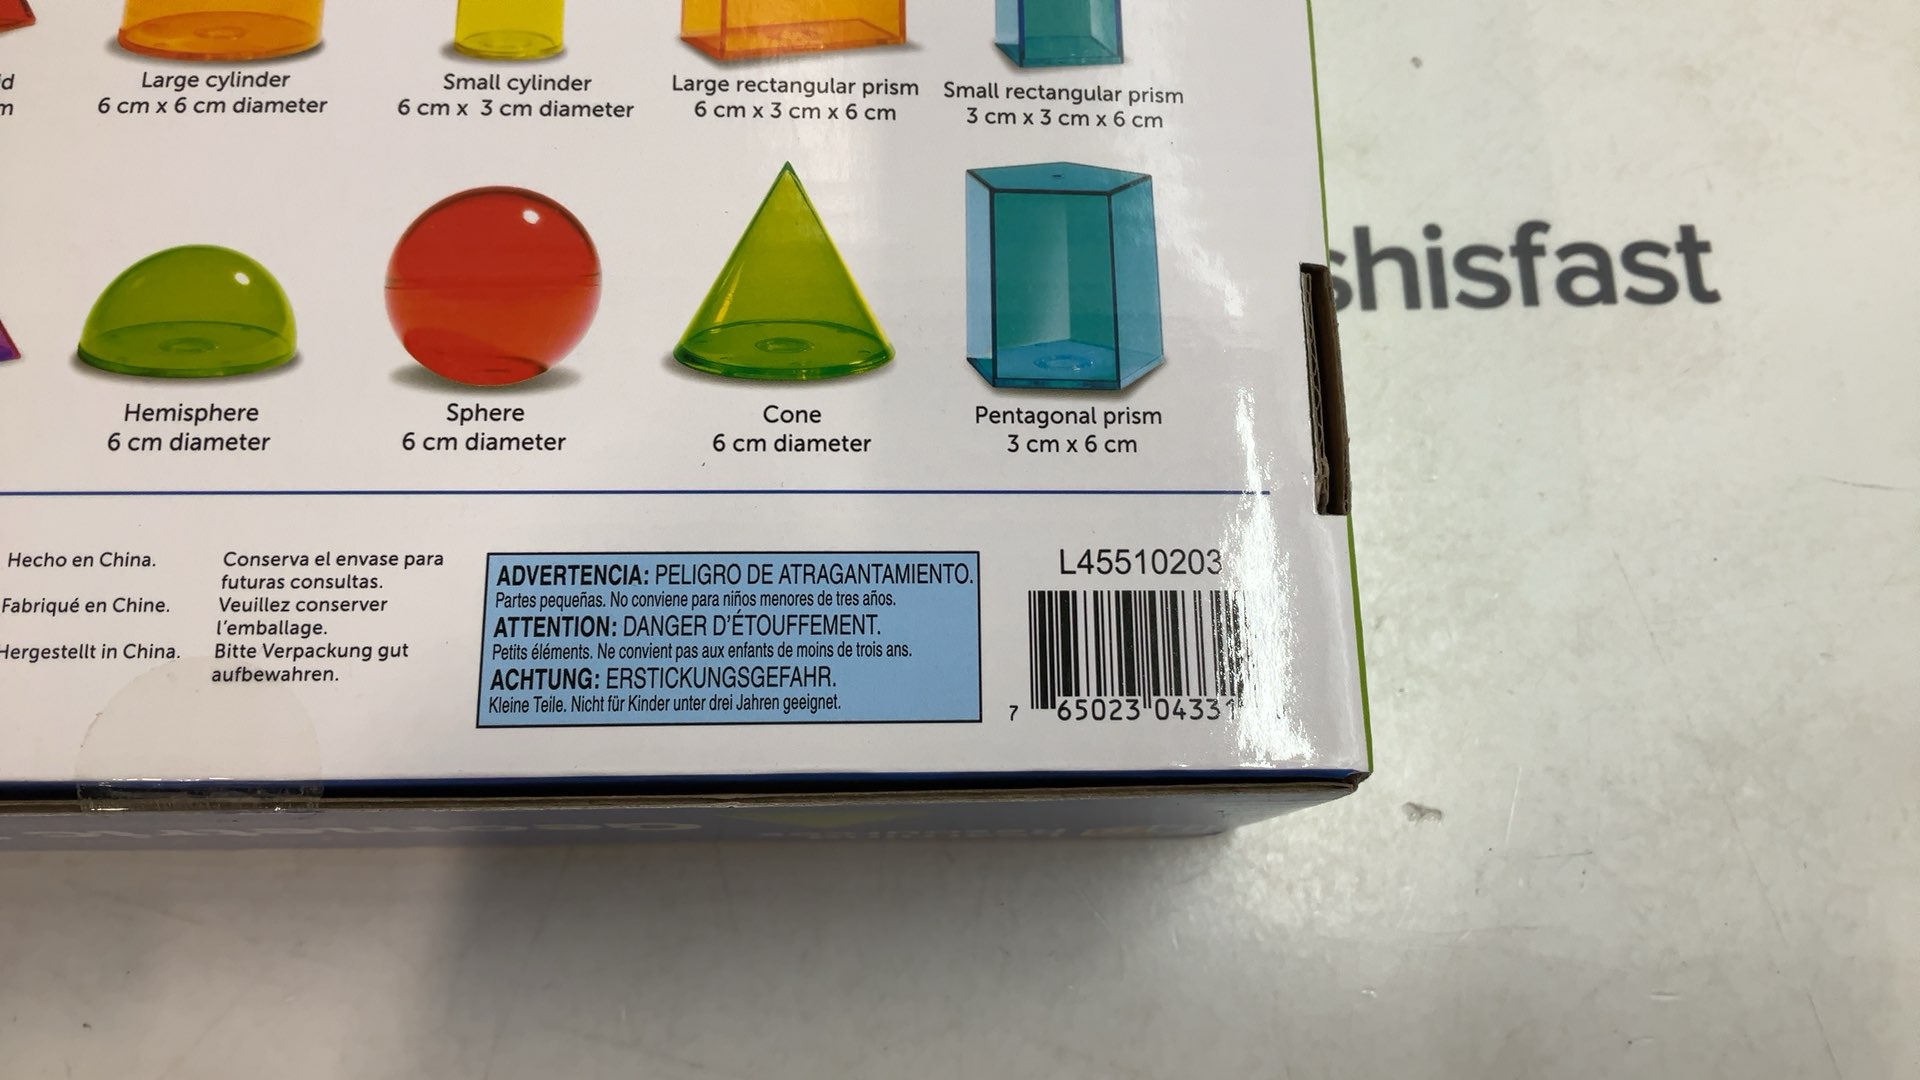 Large cylinder
6 cm x 6 cm diameter
Small cylinder
6 cm x 3 cm diameter
Large rectangular prism
6 cm x 3 cm x 6 cm
Small rectangular prism
3 cm x 3 cm x 6 cm
Hemisphere
6 cm diameter
Sphere
6 cm diameter
Cone
6 cm diameter
Pentagonal prism
3 cm x 6 cm
shisfast
Hecho en China.
Fabriqué en Chine.
Hergestellt in China.
Conserva el envase para
futuras consultas.
Veuillez conserver
l'emballage.
Bitte Verpackung gut
aufbewahren.
ADVERTENCIA: PELIGRO DE ATRAGANTAMIENTO.
Partes pequeñas. No conviene para niños menores de tres años.
ATTENTION: DANGER D'ÉTOUFFEMENT.
Petits éléments. Ne convient pas aux enfants de moins de trois ans.
ACHTUNG: ERSTICKUNGSGEFAHR.
Kleine Teile. Nicht für Kinder unter drei Jahren geeignet.
L45510203
7 65023 0433